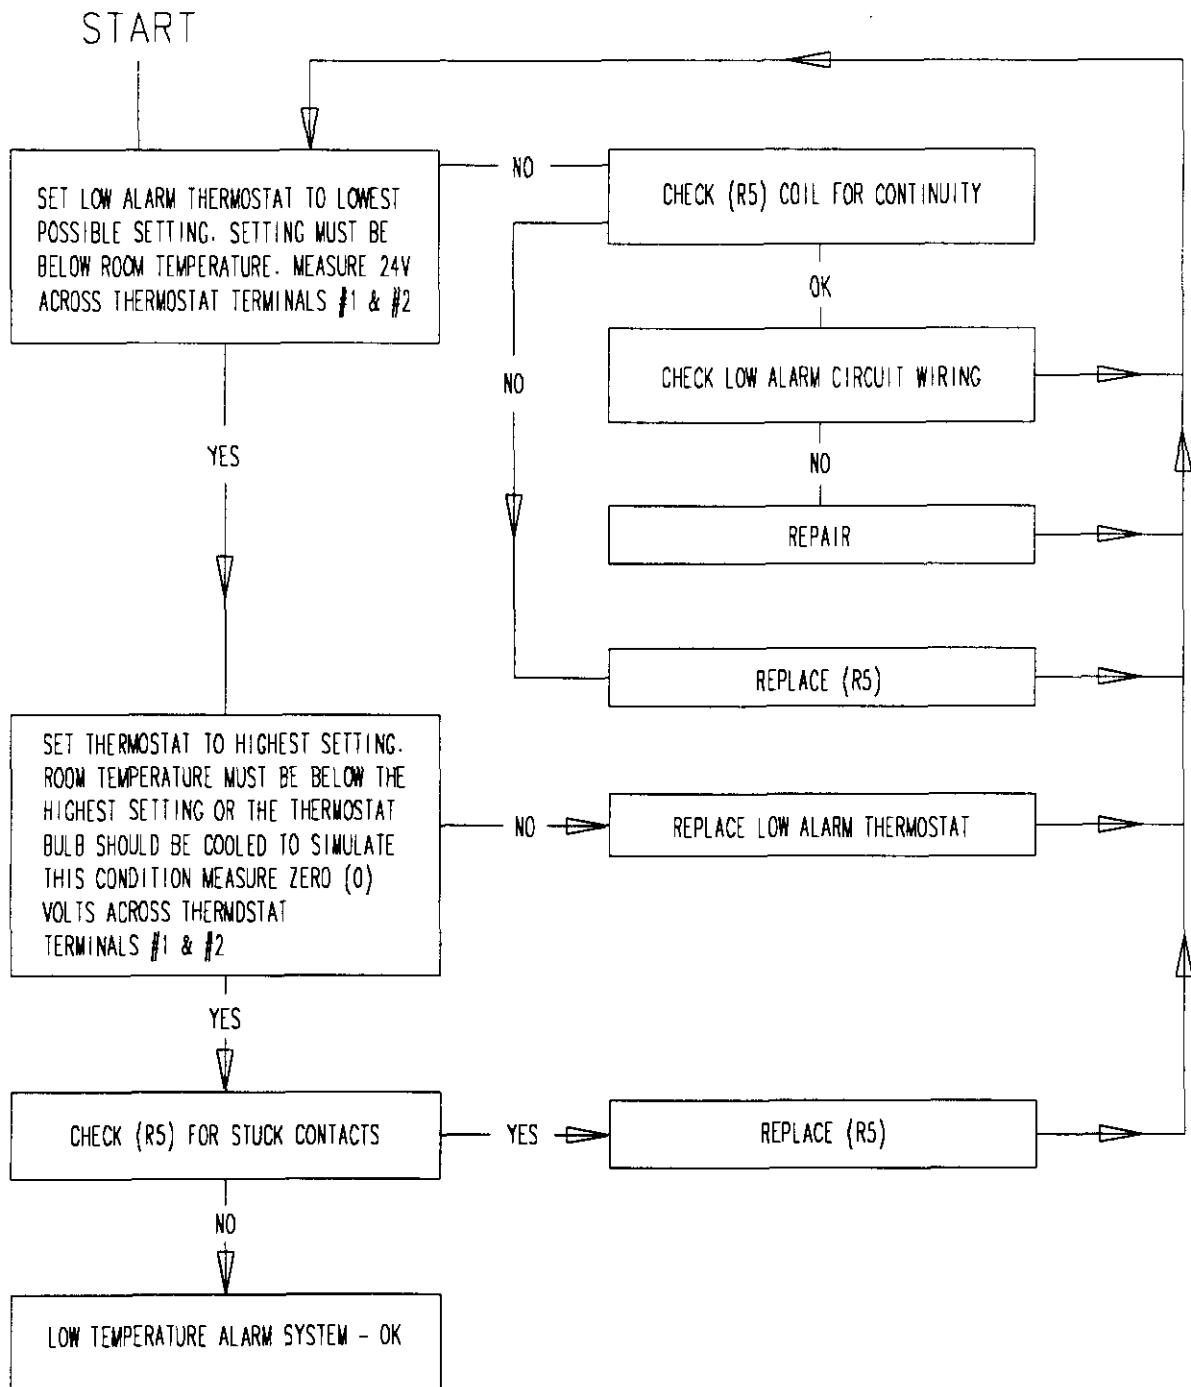 START
SET LOW ALARM THERMOSTAT TO LOWEST
POSSIBLE SETTING. SETTING MUST BE
BELOW ROOM TEMPERATURE. MEASURE 24V
ACROSS THERMOSTAT TERMINALS #1 & #2
NO
CHECK (R5) COIL FOR CONTINUITY
OK
NO
CHECK LOW ALARM CIRCUIT WIRING
YES
NO
REPAIR
REPLACE (R5)
SET THERMOSTAT TO HIGHEST SETTING.
ROOM TEMPERATURE MUST BE BELOW THE
HIGHEST SETTING OR THE THERMOSTAT
BULB SHOULD BE COOLED TO SIMULATE
THIS CONDITION MEASURE ZERO (0)
VOLTS ACROSS THERMOSTAT
TERMINALS #1 & #2
NO
REPLACE LOW ALARM THERMOSTAT
YES
CHECK (R5) FOR STUCK CONTACTS
YES
REPLACE (R5)
NO
LOW TEMPERATURE ALARM SYSTEM - OK